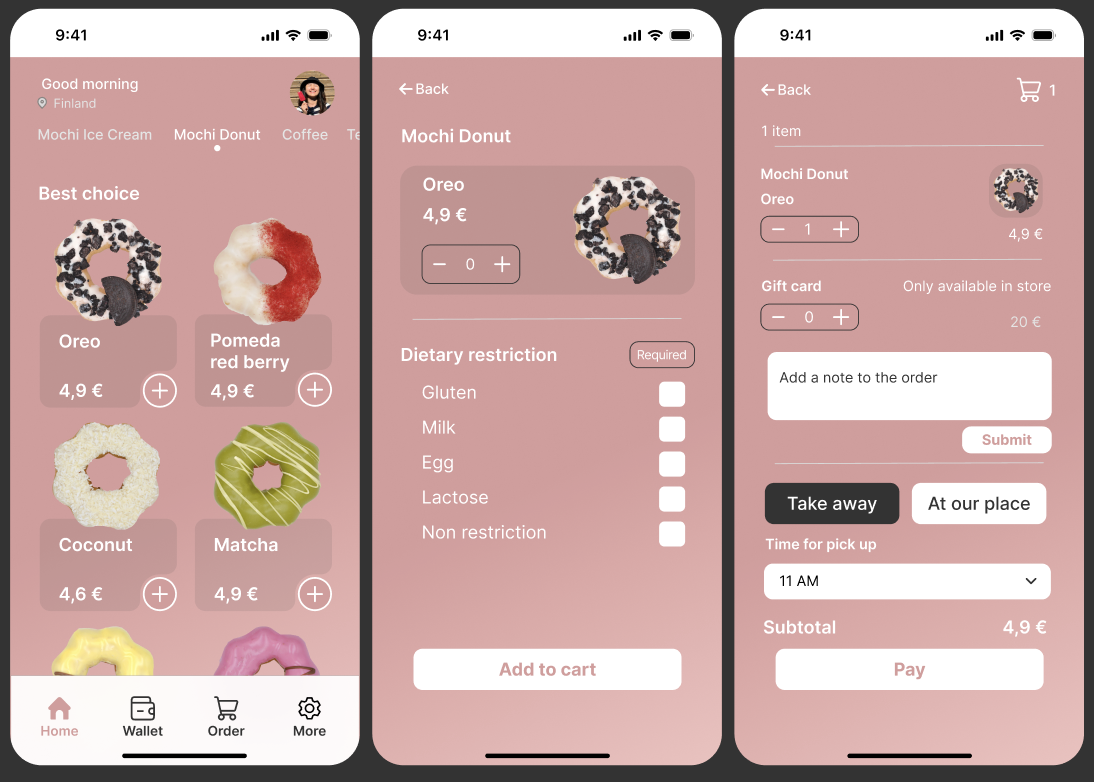 9:41
Good morning
Finland
Mochi Ice Cream Mochi Donut Coffee Te
Best choice
Oreo
4,9 €
Pomeda
red berry
4,9 €
Coconut
4,6 €
Matcha
4,9 €
Home Wallet Order More
9:41
Back
Mochi Donut
Oreo
4,9 €
0
Dietary restriction Required
Gluten
Milk
Egg
Lactose
Non restriction
Add to cart
9:41
Back 1
1 item
Mochi Donut
Oreo
1
4,9 €
Gift card Only available in store
0
20 €
Add a note to the order
Submit
Take away At our place
Time for pick up
11 AM
Subtotal 4,9 €
Pay